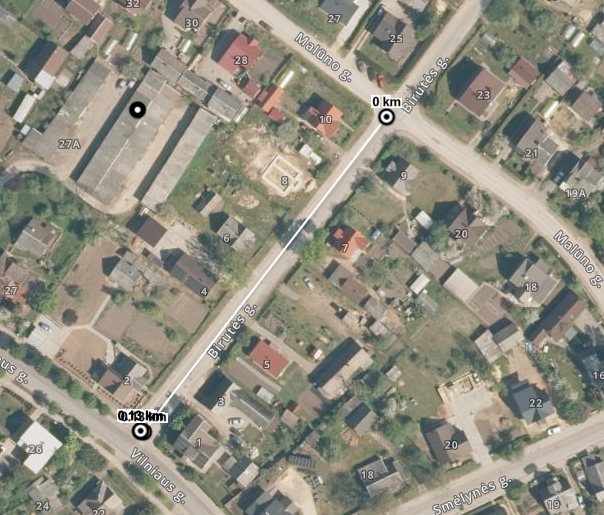 32
30
27
25
28
Malūno g.
Birutės g.
0 km
23
10
27A
21
9
8
19A
20
6
7
Malūno g.
27
4
18
Birutės g.
5
16
2
3
22
0.13 km
1
26
20
Vilniaus g.
18
24
22
Smėlynės g.
19